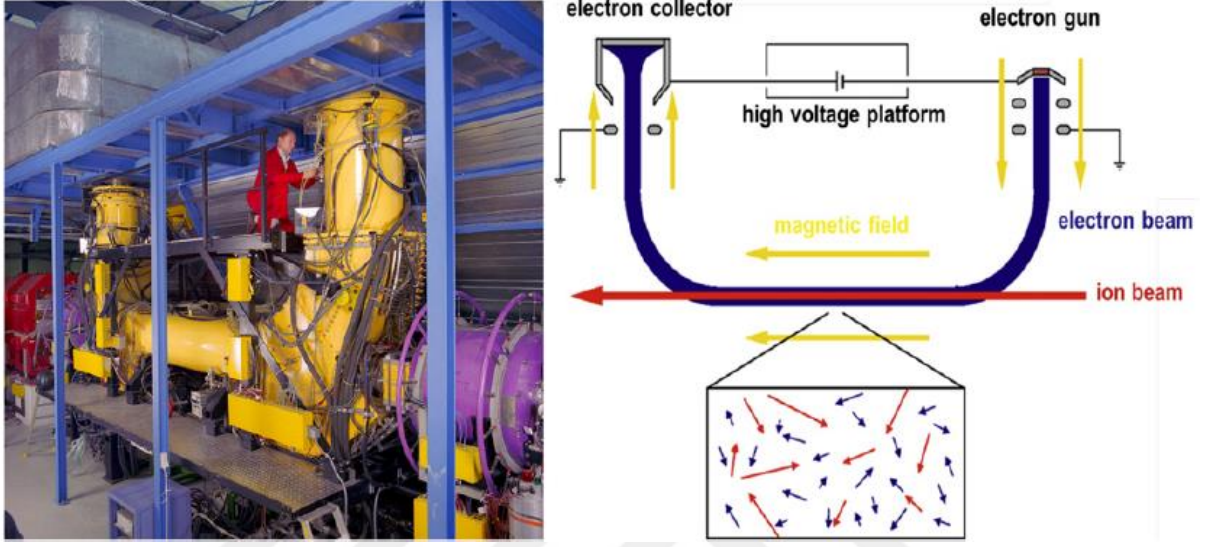 electron collector
electron gun
high voltage platform
magnetic field
electron beam
ion beam